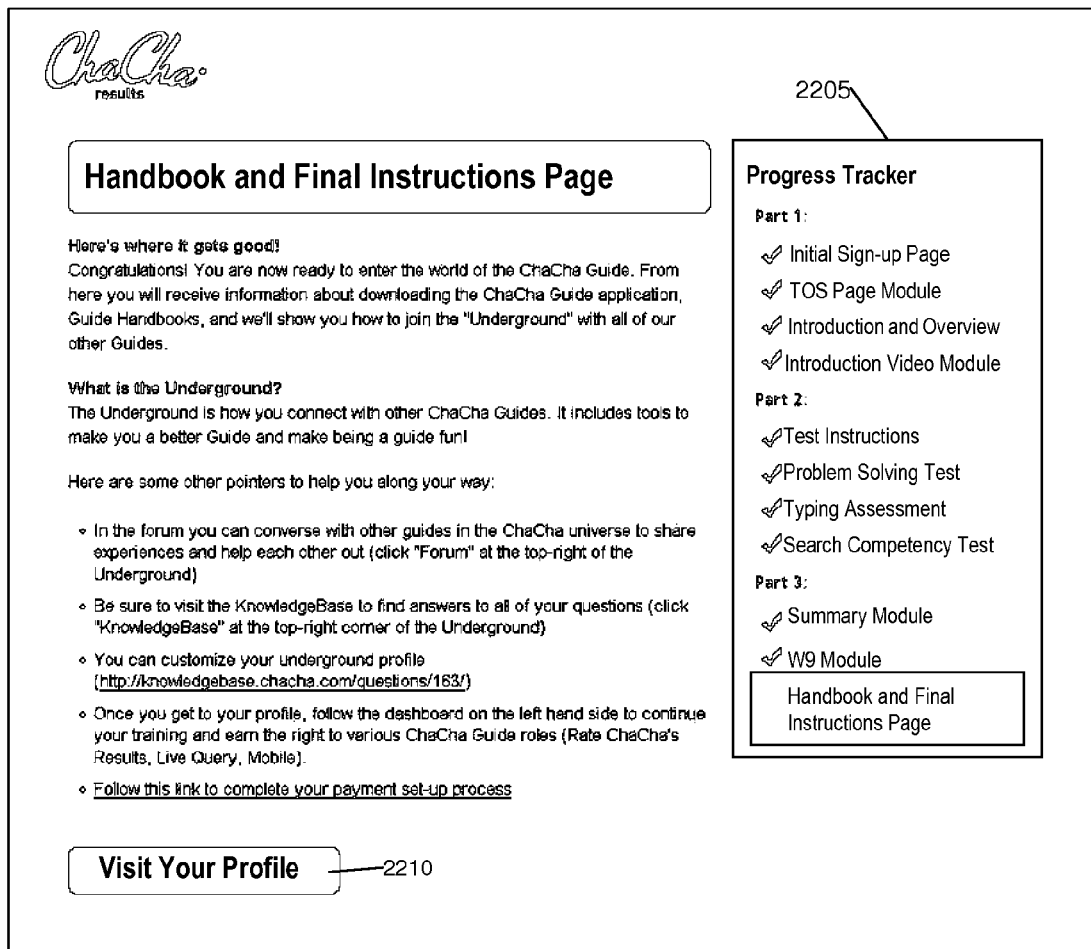 ChaCha
results
2205
Handbook and Final Instructions Page
Here's where it gets good!
Congratulations! You are now ready to enter the world of the ChaCha Guide. From
here you will receive information about downloading the ChaCha Guide application,
Guide Handbooks, and we'll show you how to join the "Underground" with all of our
other Guides.
What is the Underground?
The Underground is how you connect with other ChaCha Guides. It includes tools to
make you a better Guide and make being a guide fun!
Here are some other pointers to help you along your way:
In the forum you can converse with other guides in the ChaCha universe to share
experiences and help each other out (click "Forum" at the top-right of the
Underground)
Be sure to visit the KnowledgeBase to find answers to all of your questions (click
"KnowledgeBase" at the top-right corner of the Underground)
You can customize your underground profile
(http://knowledgebase.chacha.com/questions/163/)
Once you get to your profile, follow the dashboard on the left hand side to continue
your training and earn the right to various ChaCha Guide roles (Rate ChaCha's
Results, Live Query, Mobile).
Follow this link to complete your payment set-up process
Visit Your Profile
2210
Progress Tracker
Part 1:
Initial Sign-up Page
TOS Page Module
Introduction and Overview
Introduction Video Module
Part 2:
Test Instructions
Problem Solving Test
Typing Assessment
Search Competency Test
Part 3:
Summary Module
W9 Module
Handbook and Final
Instructions Page